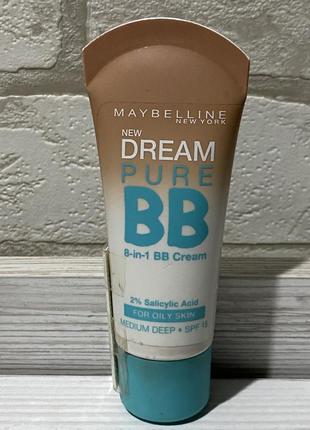 MAYBELLINE
NEW YORK
NEW
DREAM
PURE
BB
8-in-1 BB Cream
2% Salicylic Acid
FOR OILY SKIN
MEDIUM DEEP • SPF 15